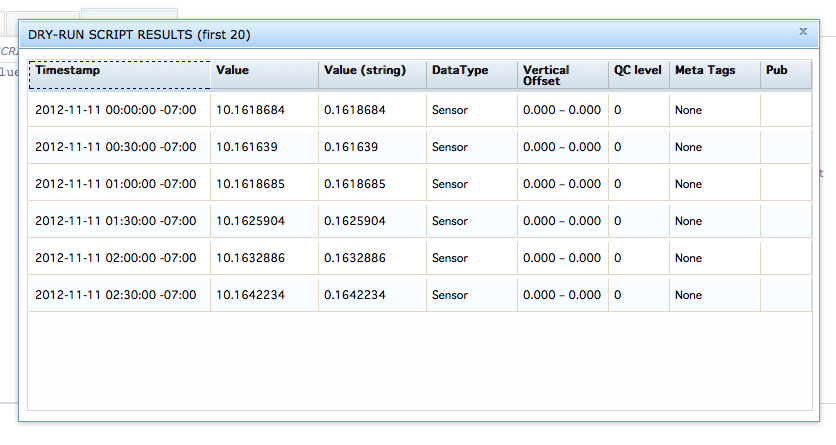 DRY-RUN SCRIPT RESULTS (first 20) x
Timestamp Value Value (string) DataType Vertical Offset QC level Meta Tags Pub
2012-11-11 00:00:00 -07:00 10.1618684 0.1618684 Sensor 0.000 – 0.000 0 None
2012-11-11 00:30:00 -07:00 10.161639 0.161639 Sensor 0.000 – 0.000 0 None
2012-11-11 01:00:00 -07:00 10.1618685 0.1618685 Sensor 0.000 – 0.000 0 None
2012-11-11 01:30:00 -07:00 10.1625904 0.1625904 Sensor 0.000 – 0.000 0 None
2012-11-11 02:00:00 -07:00 10.1632886 0.1632886 Sensor 0.000 – 0.000 0 None
2012-11-11 02:30:00 -07:00 10.1642234 0.1642234 Sensor 0.000 – 0.000 0 None